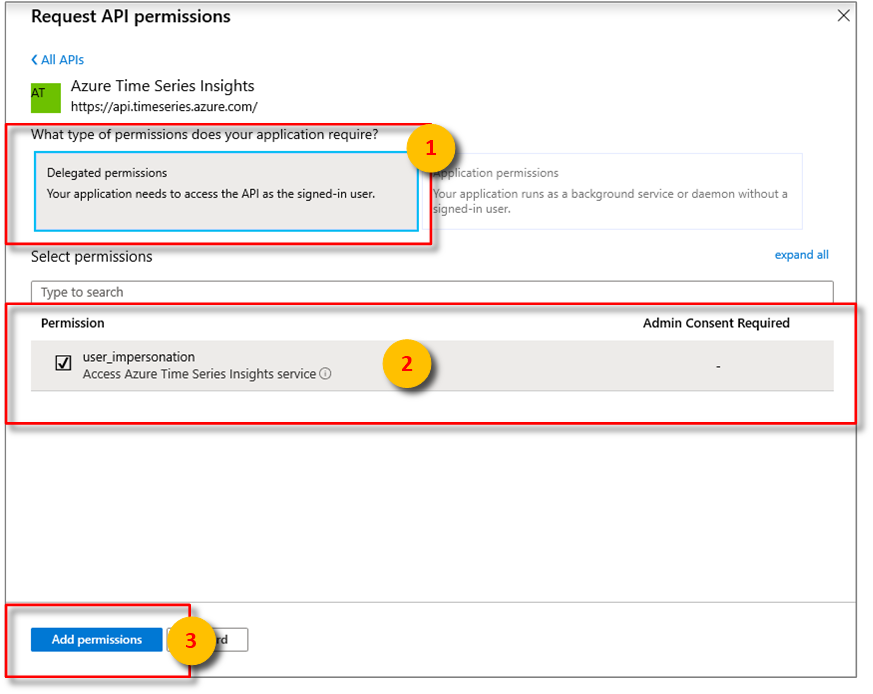 Request API permissions
All APIs
AT
Azure Time Series Insights
https://api.timeseries.azure.com/
What type of permissions does your application require?
1
Delegated permissions
Your application needs to access the API as the signed-in user.
pplication permissions
Your application runs as a background service or daemon without a
signed-in user.
Select permissions
expand all
Type to search
Permission
Admin Consent Required
user_impersonation
Access Azure Time Series Insights service
-
2
Add permissions
3
rd